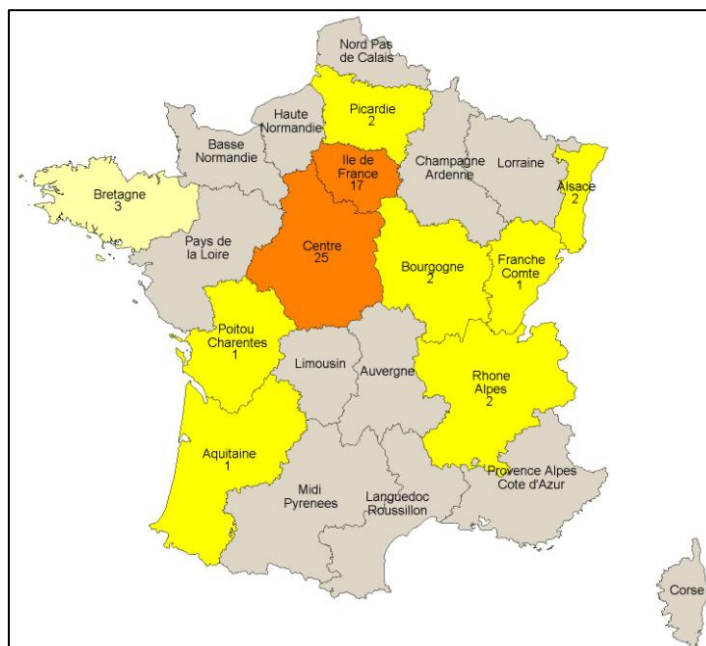 Nord Pas
de Calais
Haute
Normandie
Picardie
2
Basse
Normandie
Ile de
France
17
Champagne
Ardenne
Lorraine
Alsace
2
Bretagne
3
Pays de
la Loire
Centre
25
Bourgogne
2
Franche
Comte
1
Poitou
Charentes
1
Limousin
Auvergne
Rhone
Alpes
2
Aquitaine
1
Midi
Pyrenees
Languedoc
Roussillon
Provence Alpes
Cote d'Azur
Corse